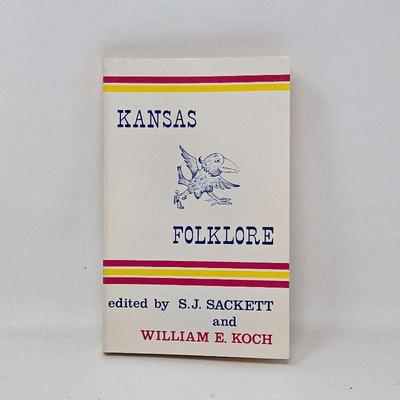 KANSAS
FOLKLORE
edited by S.J. SACKETT
and
WILLIAM E. KOCH